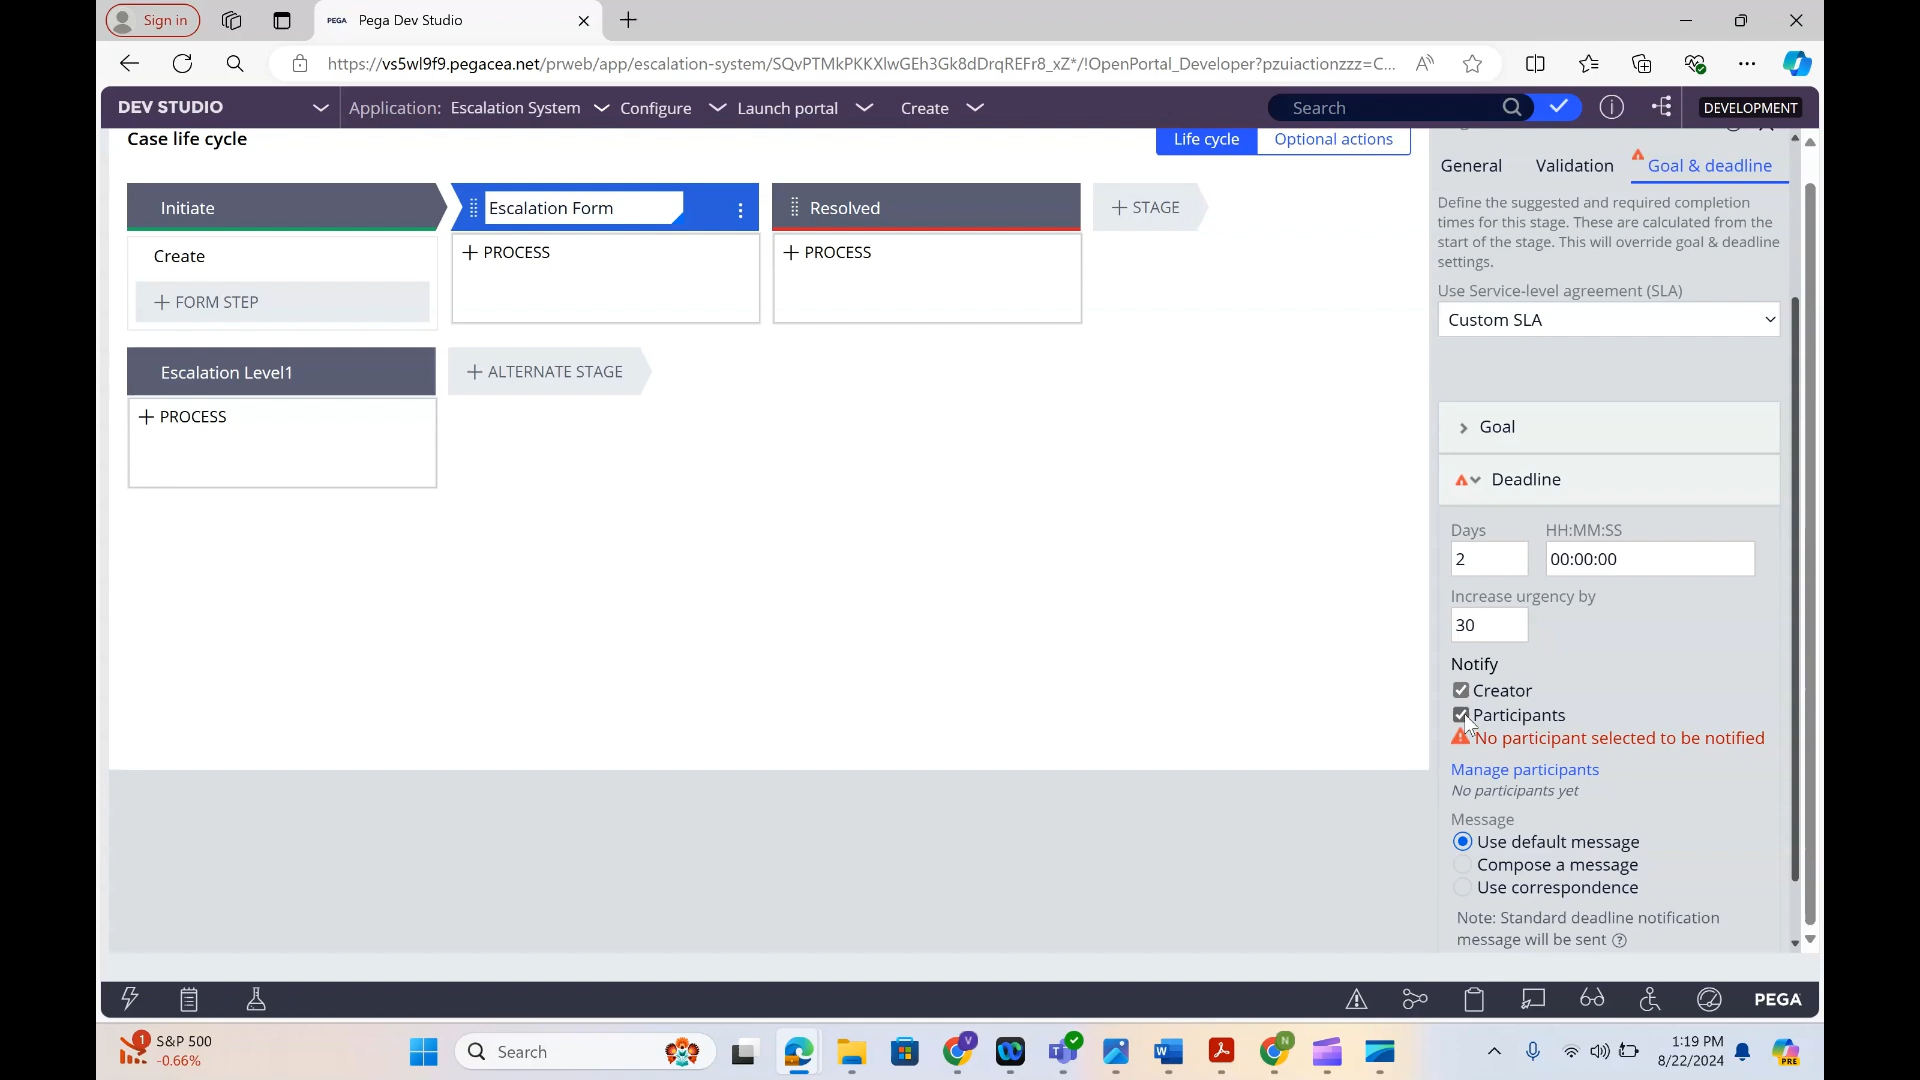 Sign in
PEGA Pega Dev Studio
https://vs5wl9f9.pegacea.net/prweb/app/escalation-system/SQvPTMkPKKXlwGEh3Gk8dDrqREFr8_xZ*/!OpenPortal_Developer?pzuiactionzzz=C...
DEV STUDIO
Application: Escalation System
Configure
Launch portal
Create
Search
DEVELOPMENT
Case life cycle
Life cycle
Optional actions
General
Validation
Goal & deadline
Initiate
Escalation Form
Resolved
STAGE
Define the suggested and required completion
times for this stage. These are calculated from the
start of the stage. This will override goal & deadline
settings.
Create
PROCESS
PROCESS
FORM STEP
Use Service-level agreement (SLA)
Custom SLA
Escalation Level1
ALTERNATE STAGE
PROCESS
Goal
Deadline
Days
HH:MM:SS
2
00:00:00
Increase urgency by
30
Notify
Creator
Participants
No participant selected to be notified
Manage participants
No participants yet
Message
Use default message
Compose a message
Use correspondence
Note: Standard deadline notification
message will be sent
PEGA
1
S&P 500
-0.66%
Search
V
T
W
N
1:19 PM
8/22/2024
PRE